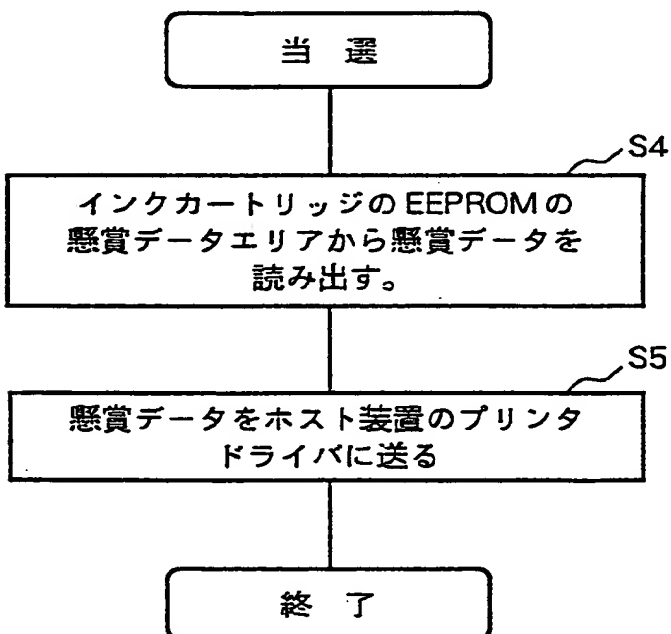 当 選
S4
インクカートリッジのEEPROMの
懸賞データエリアから懸賞データを
読み出す。
S5
懸賞データをホスト装置のプリンタ
ドライバに送る
終 了